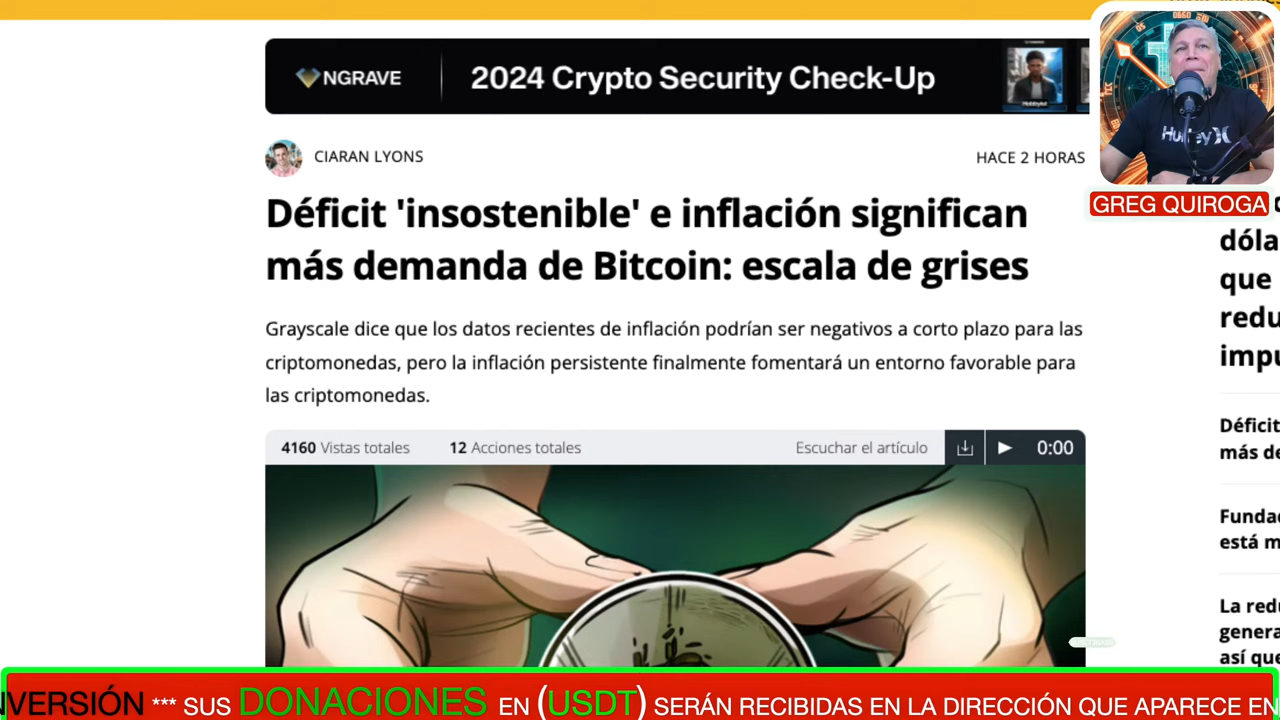 NGRAVE
2024 Crypto Security Check-Up
CIARAN LYONS
HACE 2 HORAS
Déficit 'insostenible' e inflación significan
más demanda de Bitcoin: escala de grises
Grayscale dice que los datos recientes de inflación podrían ser negativos a corto plazo para las
criptomonedas, pero la inflación persistente finalmente fomentará un entorno favorable para
las criptomonedas.
4160 Vistas totales
12 Acciones totales
Escuchar el artículo
0:00
Hurley
GREG QUIROGA
dóla
que
redu
impu
Déficit
más de
Fundad
está m
La redu
genera
así que
NVERSIÓN *** SUS DONACIONES EN (USDT) SERÁN RECIBIDAS EN LA DIRECCIÓN QUE APARECE EN